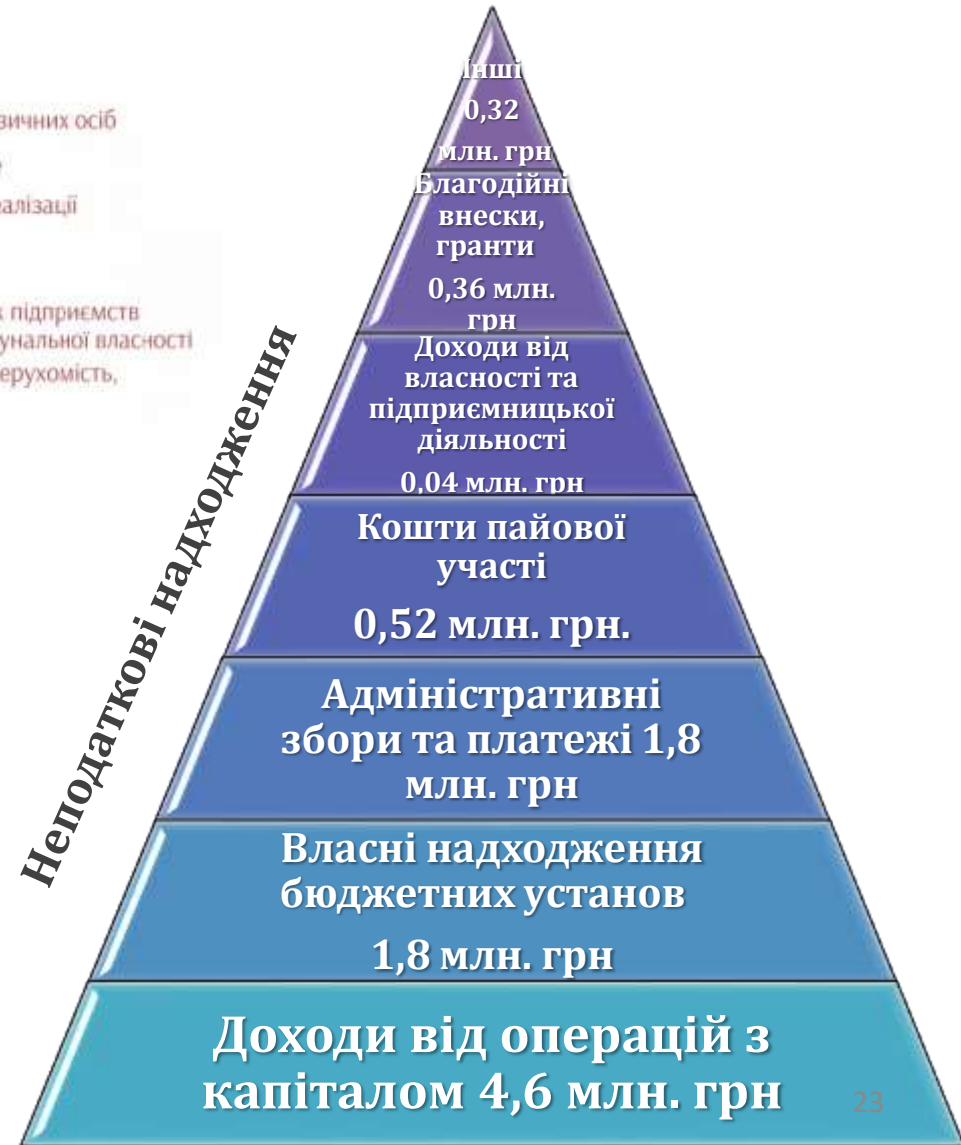 зичних осіб
алізації
підприємств
унальної власності
ерухомість,
Неподаткові надходження
Інші
0,32
млн. грн
Благодійні
внески,
гранти
0,36 млн.
грн
Доходи від
власності та
підприємницької
діяльності
0,04 млн. грн
Кошти пайової
участі
0,52 млн. грн.
Адміністративні
збори та платежі 1,8
млн. грн
Власні надходження
бюджетних установ
1,8 млн. грн
Доходи від операцій з
капіталом 4,6 млн. грн
23